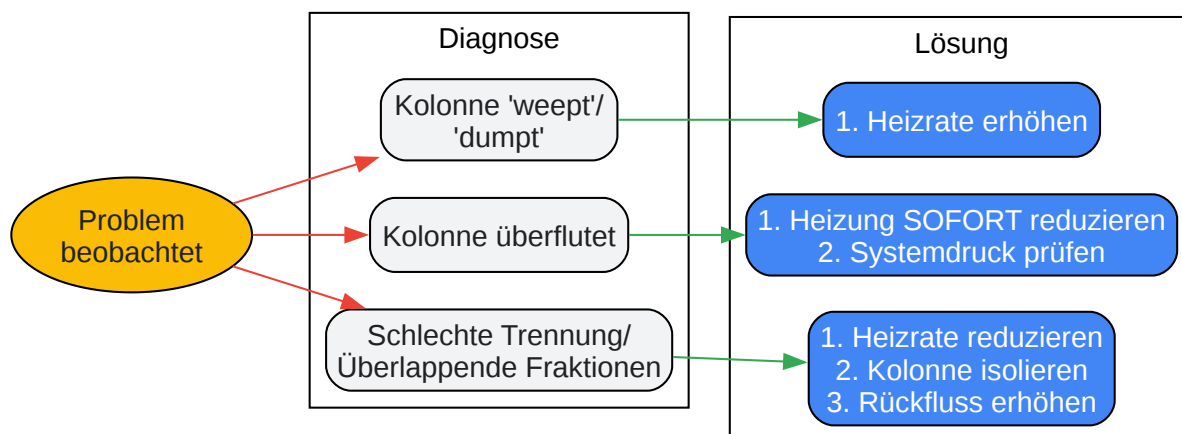 Problem
beobachtet
Diagnose
Kolonne 'weept'/
'dumpt'
Kolonne überflutet
Schlechte Trennung/
Überlappende Fraktionen
Lösung
1. Heizrate erhöhen
1. Heizung SOFORT reduzieren
2. Systemdruck prüfen
1. Heizrate reduzieren
2. Kolonne isolieren
3. Rückfluss erhöhen